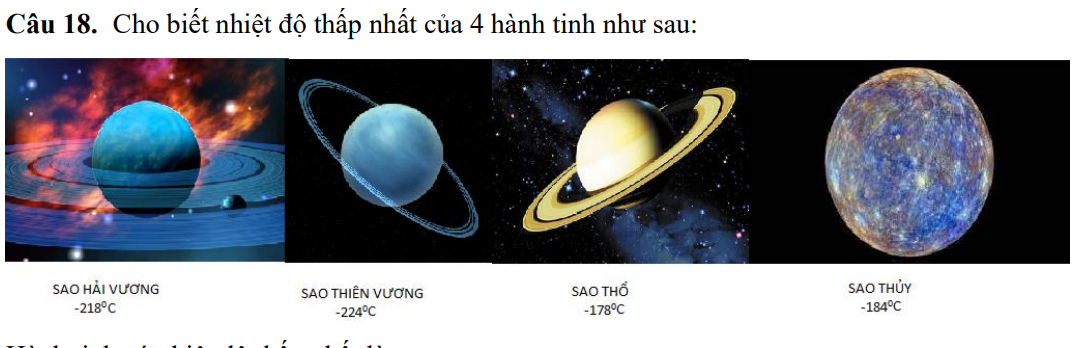 Câu 18. Cho biết nhiệt độ thấp nhất của 4 hành tinh như sau:
SAO HẢI VƯƠNG
-218⁰C
SAO THIÊN VƯƠNG
-224⁰C
SAO THỔ
-178⁰C
SAO THỦY
-184⁰C